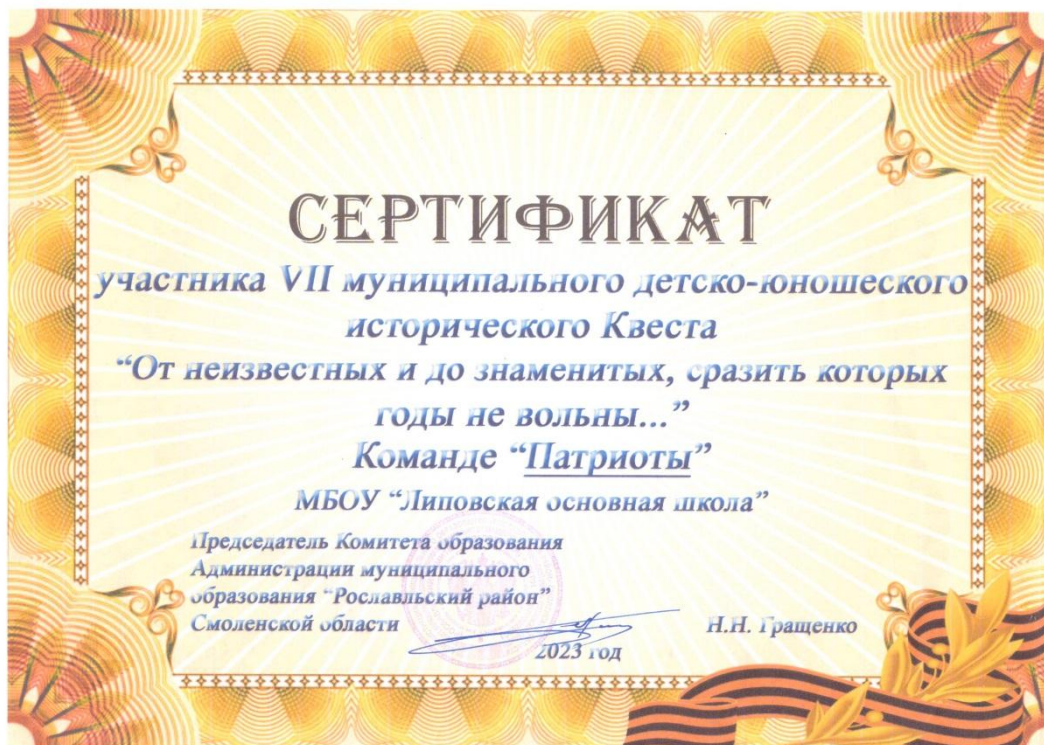 СЕРТИФИКАТ
участника VII муниципального детско-юношеского
исторического Квеста
“От неизвестных и до знаменитых, сразить которых
годы не вольны...”
Команде “Патриоты”
МБОУ “Липовская основная школа”
Председатель Комитета образования
Администрации муниципального
образования “Рославльский район”
Смоленской области
Н.Н. Гращенко
2023 год